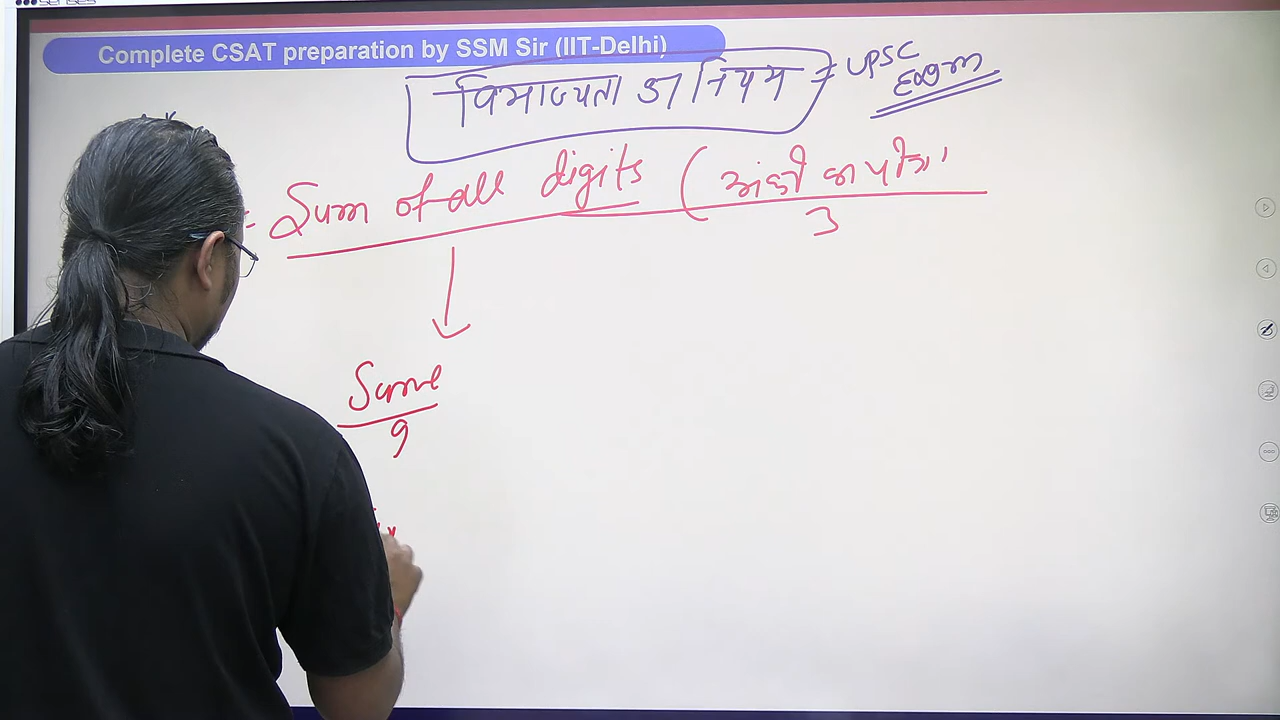 Complete CSAT preparation by SSM Sir (IIT-Delhi)
विभाज्यता का नियम = UPSC
Exam
= Sum of all digits (अंको का योग)
3
Sum
9